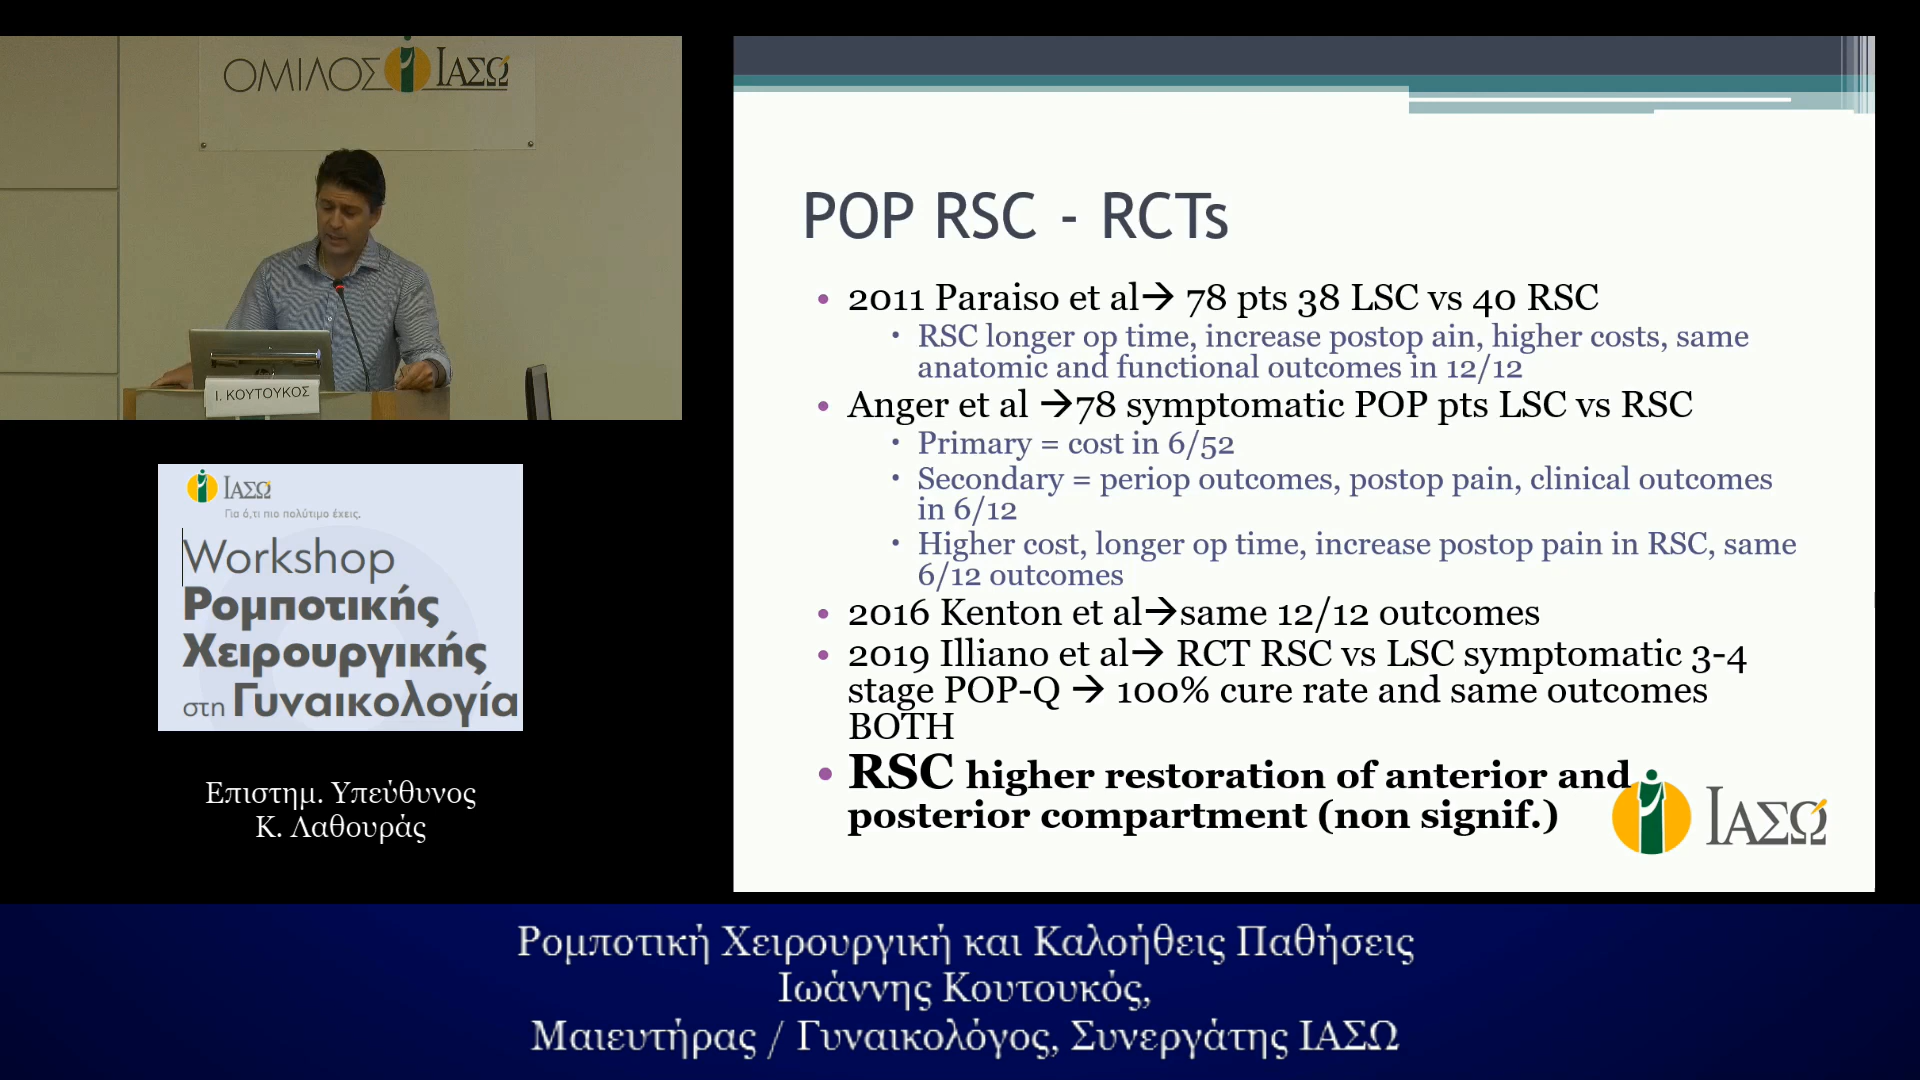 ΟΜΙΛΟΣ ΙΑΣΩ
Ι. ΚΟΥΤΟΥΚΟΣ
ΙΑΣΩ
Για ό,τι πιο πολύτιμο έχεις.
Workshop
Ρομποτικής
Χειρουργικής
στη Γυναικολογία
Επιστημ. Υπεύθυνος
Κ. Λαθουράς
POP RSC - RCTs
• 2011 Paraiso et al→ 78 pts 38 LSC vs 40 RSC
▪ RSC longer op time, increase postop ain, higher costs, same
anatomic and functional outcomes in 12/12
• Anger et al →78 symptomatic POP pts LSC vs RSC
▪ Primary = cost in 6/52
▪ Secondary = periop outcomes, postop pain, clinical outcomes
in 6/12
▪ Higher cost, longer op time, increase postop pain in RSC, same
6/12 outcomes
• 2016 Kenton et al→same 12/12 outcomes
• 2019 Illiano et al→ RCT RSC vs LSC symptomatic 3-4
stage POP-Q → 100% cure rate and same outcomes
BOTH
• RSC higher restoration of anterior and
posterior compartment (non signif.)
ΙΑΣΩ
Ρομποτική Χειρουργική και Καλοήθεις Παθήσεις
Ιωάννης Κουτουκός,
Μαιευτήρας / Γυναικολόγος, Συνεργάτης ΙΑΣΩ